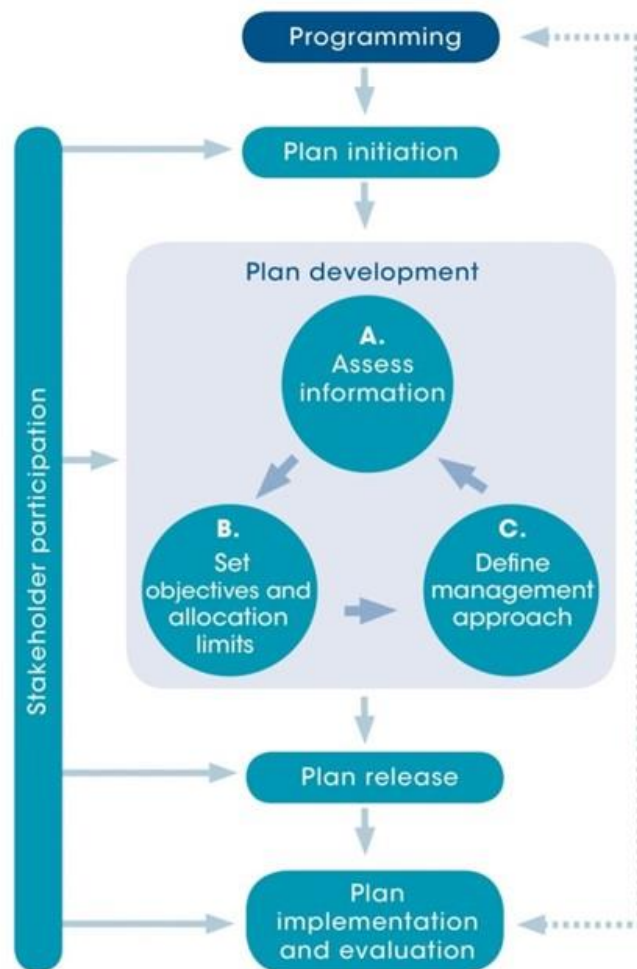 Programming
Plan initiation
Plan development
A.
Assess
information
B.
Set
objectives and
allocation
limits
C.
Define
management
approach
Stakeholder participation
Plan release
Plan
implementation
and evaluation